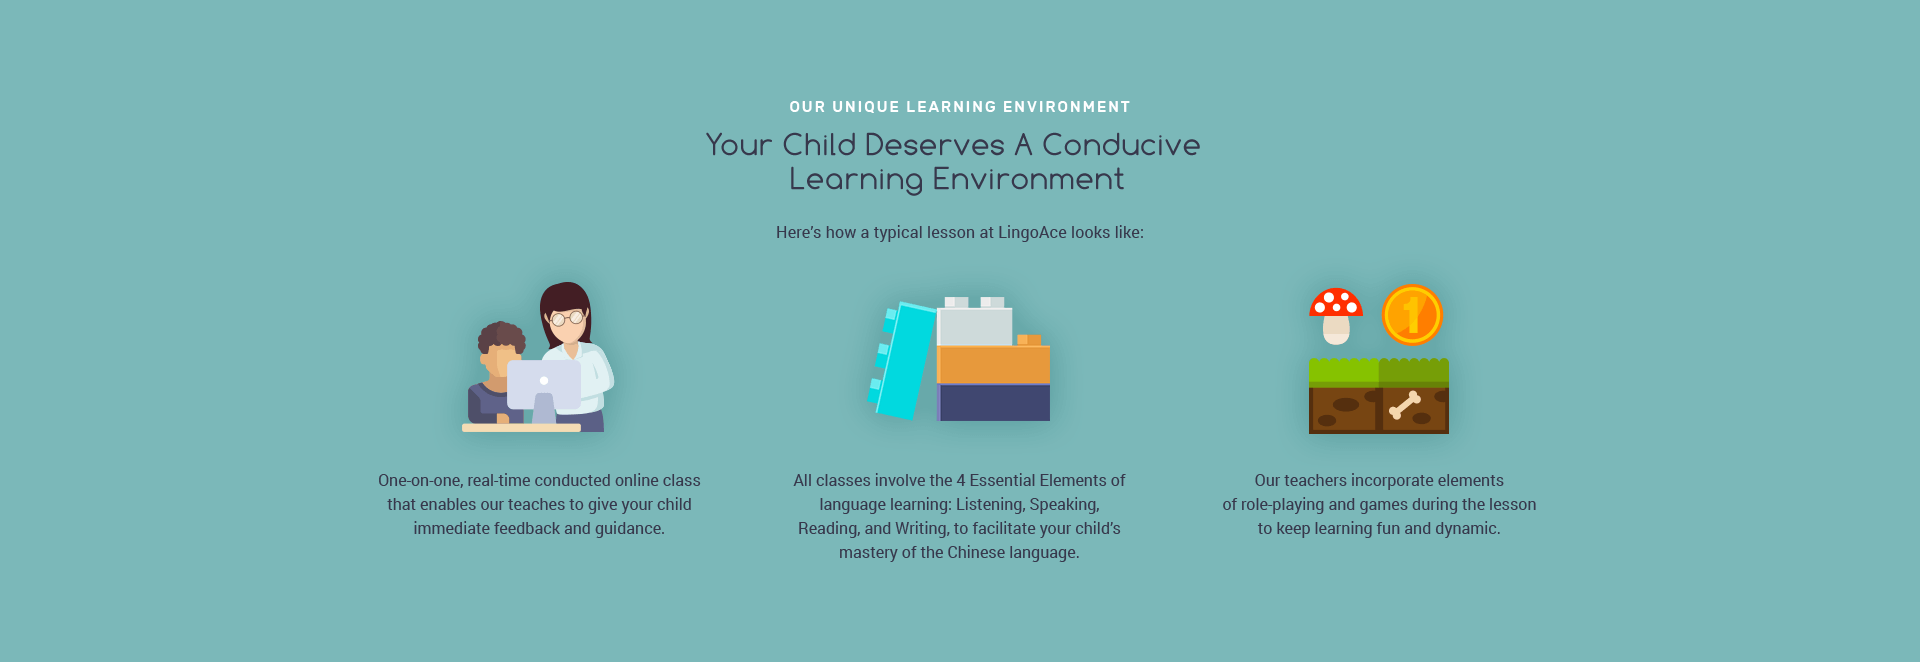 OUR UNIQUE LEARNING ENVIRONMENT
Your Child Deserves A Conducive
Learning Environment
Here's how a typical lesson at LingoAce looks like:
1
One-on-one, real-time conducted online class
that enables our teaches to give your child
immediate feedback and guidance.
All classes involve the 4 Essential Elements of
language learning: Listening, Speaking,
Reading, and Writing, to facilitate your child's
mastery of the Chinese language.
Our teachers incorporate elements
of role-playing and games during the lesson
to keep learning fun and dynamic.